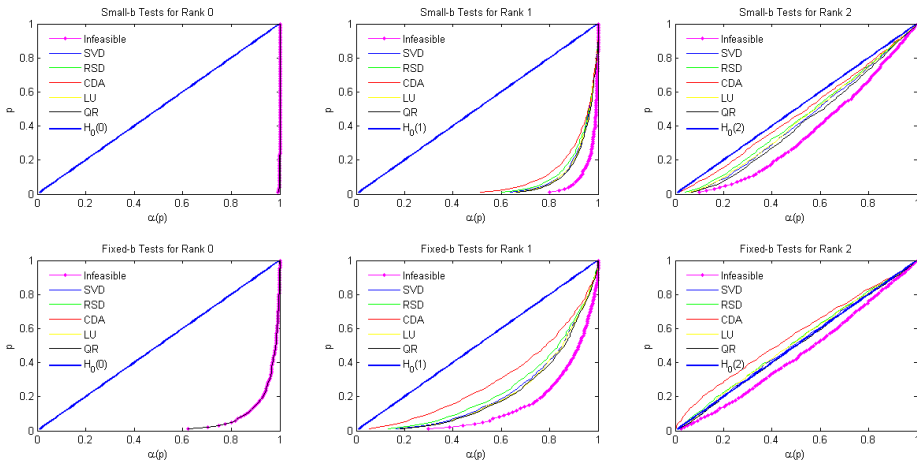 Small-b Tests for Rank 0
Infeasible
SVD
RSD
CDA
LU
QR
H0(0)
p
1
0.8
0.6
0.4
0.2
0
0 0.2 0.4 0.6 0.8 1
α(p)
Small-b Tests for Rank 1
Infeasible
SVD
RSD
CDA
LU
QR
H0(1)
p
1
0.8
0.6
0.4
0.2
0
0 0.2 0.4 0.6 0.8 1
α(p)
Small-b Tests for Rank 2
Infeasible
SVD
RSD
CDA
LU
QR
H0(2)
p
1
0.8
0.6
0.4
0.2
0
0 0.2 0.4 0.6 0.8 1
α(p)
Fixed-b Tests for Rank 0
Infeasible
SVD
RSD
CDA
LU
QR
H0(0)
p
1
0.8
0.6
0.4
0.2
0
0 0.2 0.4 0.6 0.8 1
α(p)
Fixed-b Tests for Rank 1
Infeasible
SVD
RSD
CDA
LU
QR
H0(1)
p
1
0.8
0.6
0.4
0.2
0
0 0.2 0.4 0.6 0.8 1
α(p)
Fixed-b Tests for Rank 2
Infeasible
SVD
RSD
CDA
LU
QR
H0(2)
p
1
0.8
0.6
0.4
0.2
0
0 0.2 0.4 0.6 0.8 1
α(p)